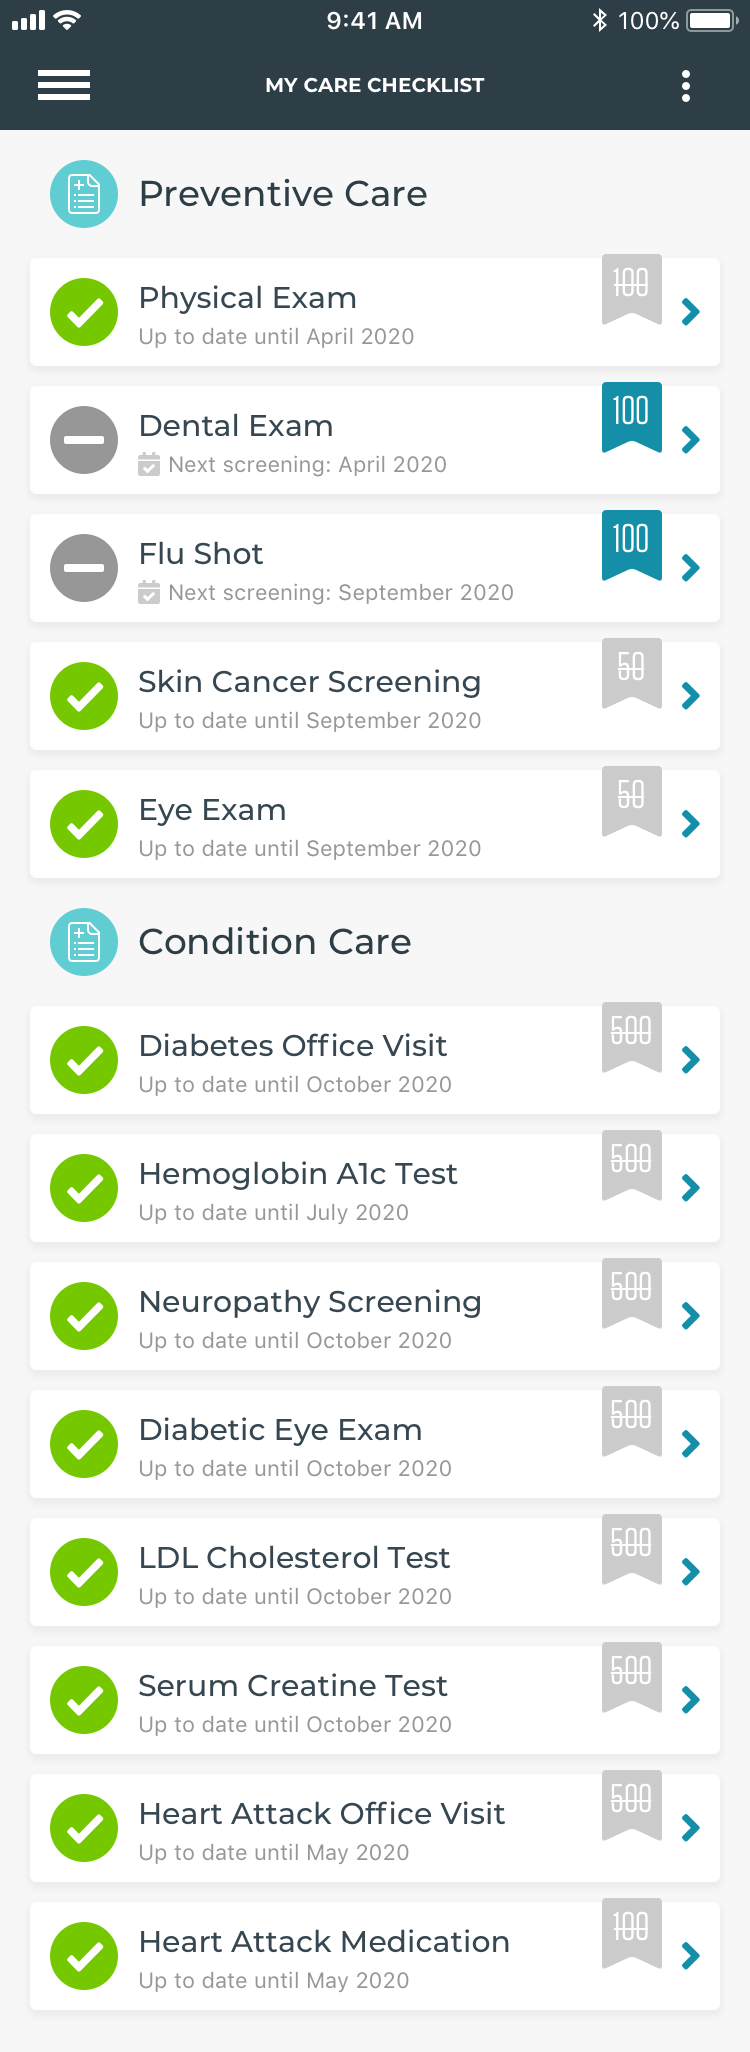 9:41 AM
100%
MY CARE CHECKLIST
Preventive Care
Physical Exam
100
Up to date until April 2020
Dental Exam
100
Next screening: April 2020
Flu Shot
100
Next screening: September 2020
Skin Cancer Screening
50
Up to date until September 2020
Eye Exam
50
Up to date until September 2020
Condition Care
Diabetes Office Visit
500
Up to date until October 2020
Hemoglobin A1c Test
500
Up to date until July 2020
Neuropathy Screening
500
Up to date until October 2020
Diabetic Eye Exam
500
Up to date until October 2020
LDL Cholesterol Test
500
Up to date until October 2020
Serum Creatine Test
500
Up to date until October 2020
Heart Attack Office Visit
500
Up to date until May 2020
Heart Attack Medication
100
Up to date until May 2020